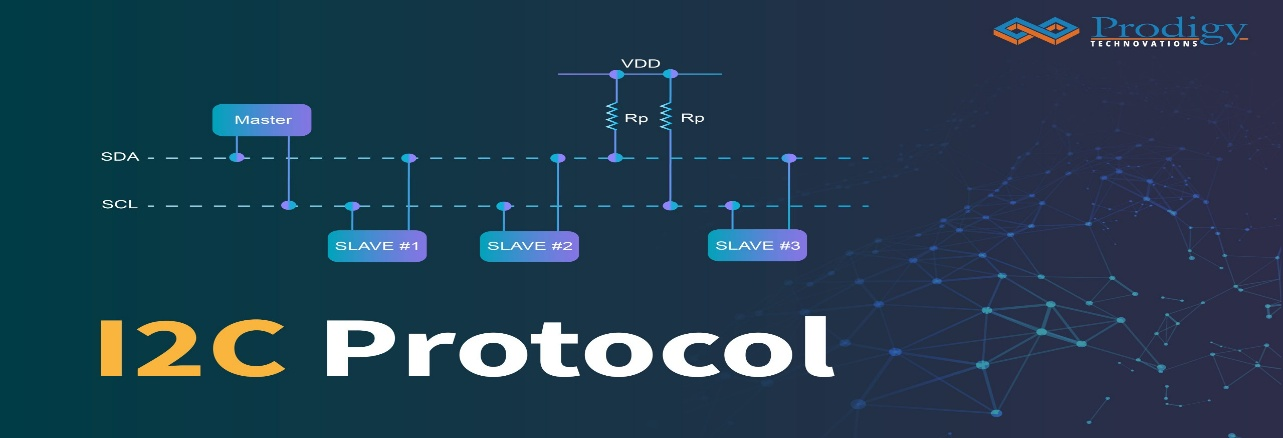 Prodigy
TECHNOVATIONS
VDD
Master
Rp
Rp
SDA
SCL
SLAVE #1
SLAVE #2
SLAVE #3
I2C Protocol